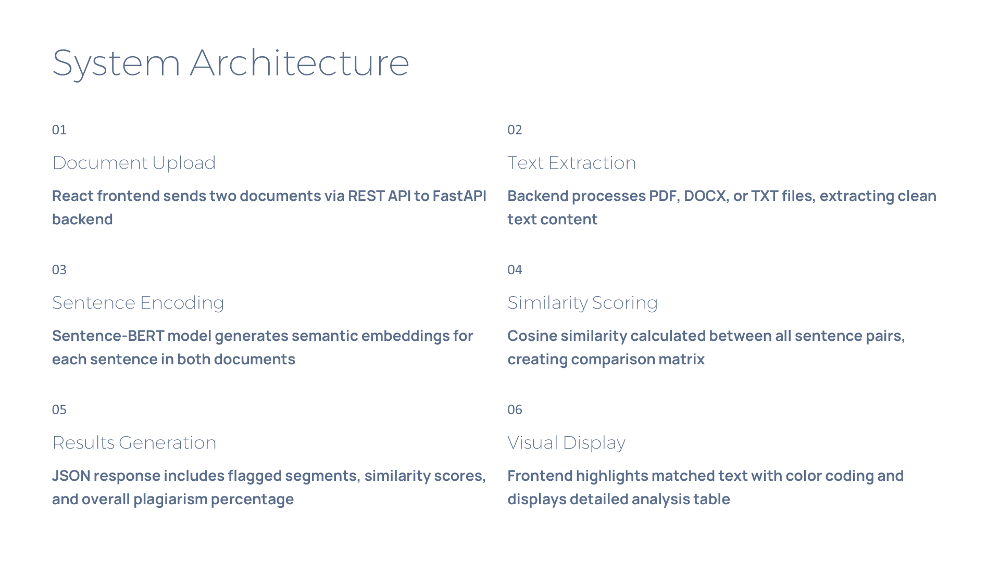 System Architecture
01
Document Upload
React frontend sends two documents via REST API to FastAPI
backend
02
Text Extraction
Backend processes PDF, DOCX, or TXT files, extracting clean
text content
03
Sentence Encoding
Sentence-BERT model generates semantic embeddings for
each sentence in both documents
04
Similarity Scoring
Cosine similarity calculated between all sentence pairs,
creating comparison matrix
05
Results Generation
JSON response includes flagged segments, similarity scores,
and overall plagiarism percentage
06
Visual Display
Frontend highlights matched text with color coding and
displays detailed analysis table